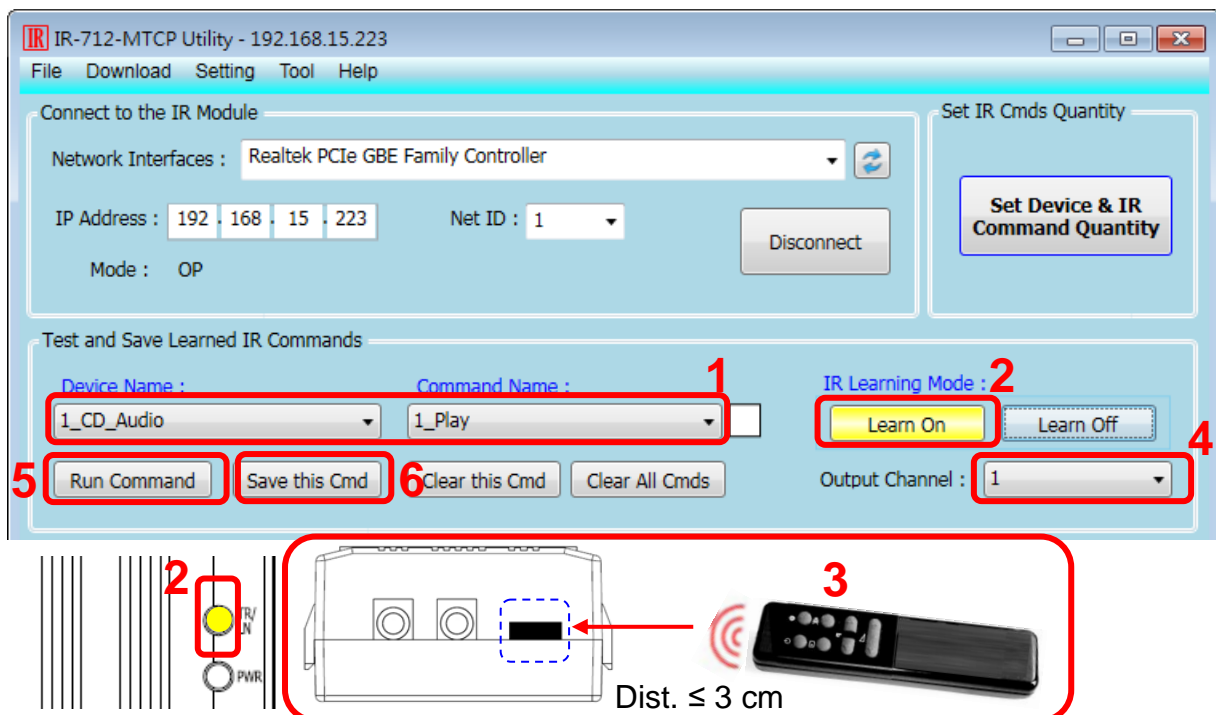 IR IR-712-MTCP Utility - 192.168.15.223
File Download Setting Tool Help
Connect to the IR Module
Set IR Cmds Quantity
Network Interfaces : Realtek PCIe GBE Family Controller
IP Address : 192 . 168 . 15 . 223 Net ID : 1
Disconnect
Set Device & IR
Command Quantity
Mode : OP
Test and Save Learned IR Commands
1
2
Device Name : Command Name : IR Learning Mode :
1_CD_Audio 1_Play Learn On Learn Off
4
5 Run Command Save this Cmd 6 Clear this Cmd Clear All Cmds Output Channel : 1
2
3
PWR
Dist. ≤ 3 cm